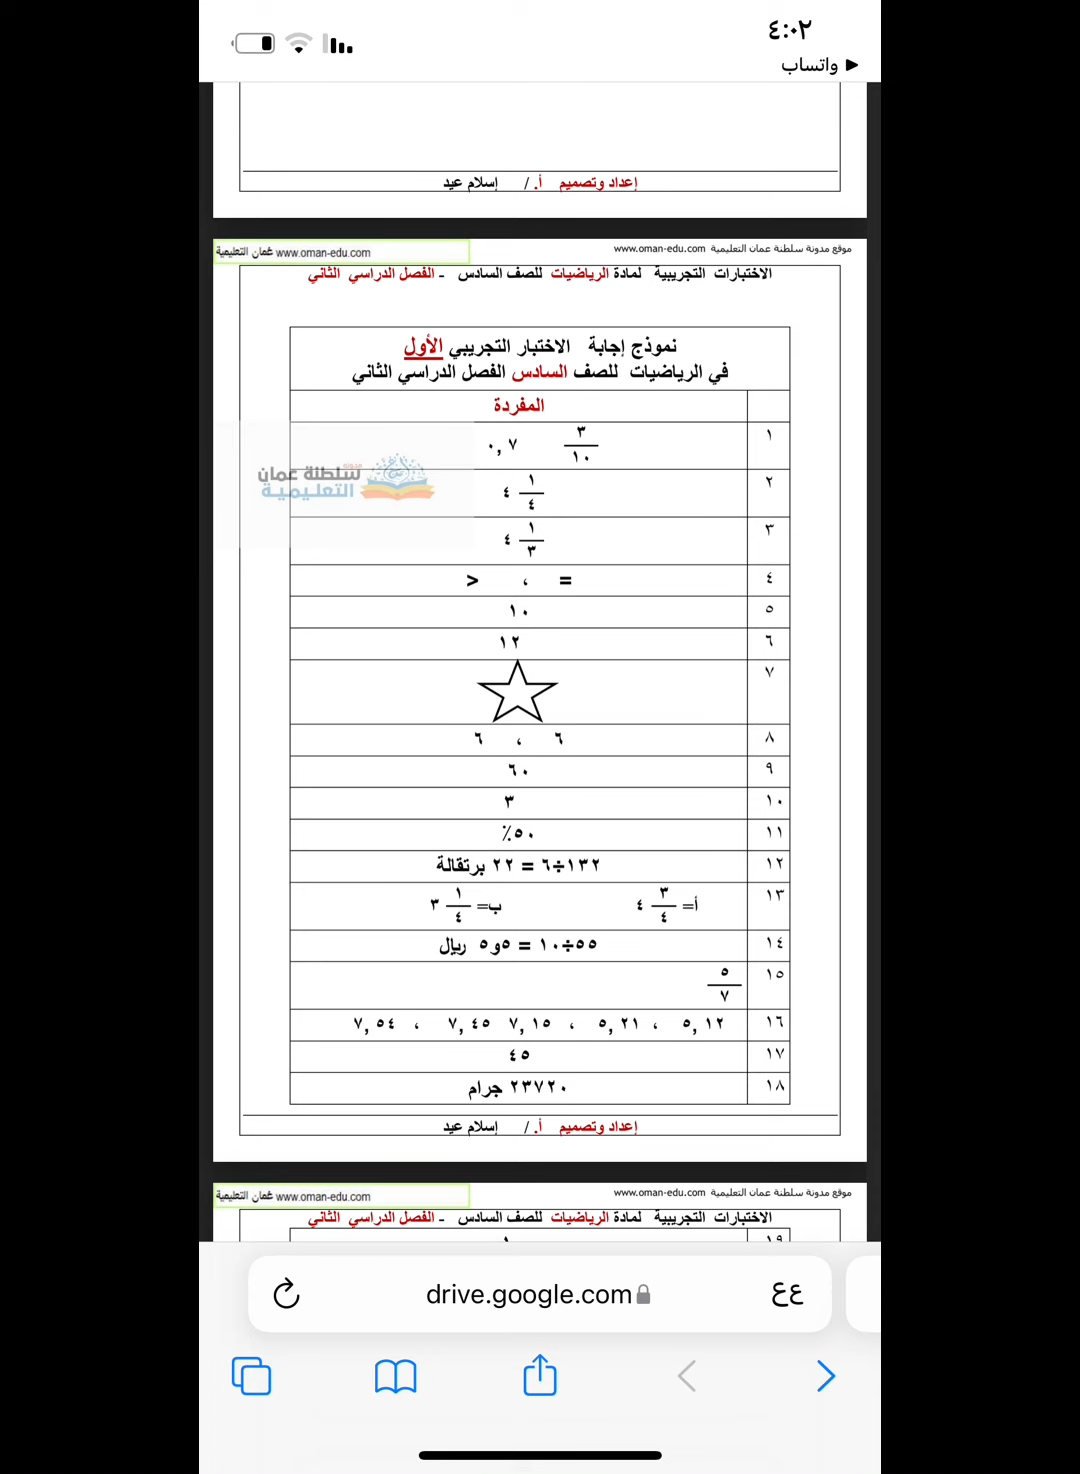 ٤:٠٢
◀ واتساب
إعداد وتصميم أ. / إسلام عيد
موقع مدونة سلطنة عمان التعليمية www.oman-edu.com
عُمان التعليمية www.oman-edu.com
الاختبارات التجريبية لمادة الرياضيات للصف السادس - الفصل الدراسي الثاني
نموذج إجابة الاختبار التجريبي الأول
في الرياضيات للصف السادس الفصل الدراسي الثاني
المفردة
١ ٣/١٠ ٠,٧
مدونة سلطنة عمان
التعليمية
٢ ٤ ١/٤
٣ ٤ ١/٣
٤ = ، >
٥ ١٠
٦ ١٢
٧
٨ ٦ ، ٦
٩ ٦٠
١٠ ٣
١١ ٥٠٪
١٢ ١٣٢÷٦ = ٢٢ برتقالة
١٣ أ= ٤ ٣/٤ ب= ٣ ١/٤
١٤ ٥٥÷١٠ = ٥و٥ ريال
١٥ ٥/٧
١٦ ٥,١٢ ، ٥,٢١ ، ٧,١٥ ٧,٤٥ ، ٧,٥٤
١٧ ٤٥
١٨ ٢٣٧٢٠ جرام
إعداد وتصميم أ. / إسلام عيد
موقع مدونة سلطنة عمان التعليمية www.oman-edu.com
عُمان التعليمية www.oman-edu.com
الاختبارات التجريبية لمادة الرياضيات للصف السادس - الفصل الدراسي الثاني
١٩
drive.google.com
عع